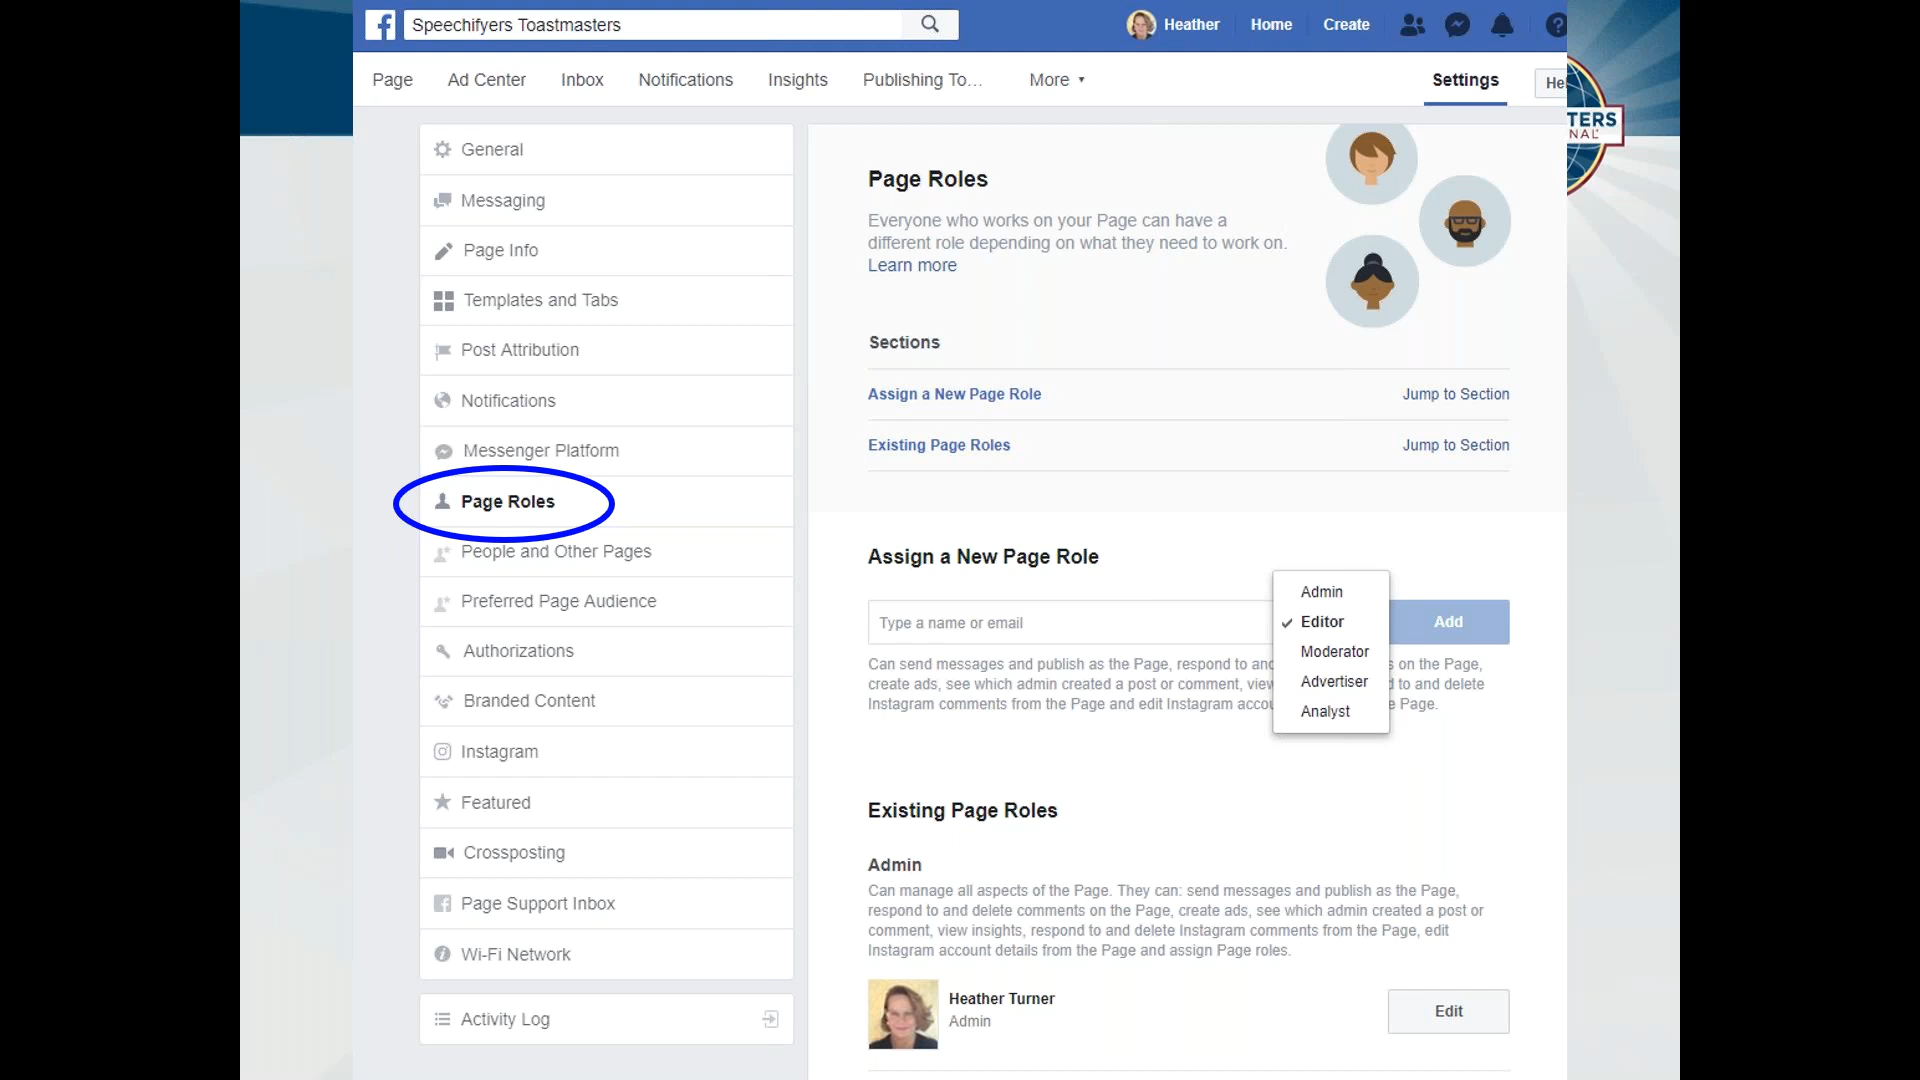 Speechifyers Toastmasters
Heather
Home
Create
Page
Ad Center
Inbox
Notifications
Insights
Publishing To...
More
Settings
Hel
TERS
NAL
General
Messaging
Page Info
Templates and Tabs
Post Attribution
Notifications
Messenger Platform
Page Roles
People and Other Pages
Preferred Page Audience
Authorizations
Branded Content
Instagram
Featured
Crossposting
Page Support Inbox
Wi-Fi Network
Activity Log
Page Roles
Everyone who works on your Page can have a
different role depending on what they need to work on.
Learn more
Sections
Assign a New Page Role Jump to Section
Existing Page Roles Jump to Section
Assign a New Page Role
Type a name or email
Admin
Editor
Moderator
Advertiser
Analyst
Add
Can send messages and publish as the Page, respond to and s on the Page,
create ads, see which admin created a post or comment, view d to and delete
Instagram comments from the Page and edit Instagram accou e Page.
Existing Page Roles
Admin
Can manage all aspects of the Page. They can: send messages and publish as the Page,
respond to and delete comments on the Page, create ads, see which admin created a post or
comment, view insights, respond to and delete Instagram comments from the Page, edit
Instagram account details from the Page and assign Page roles.
Heather Turner
Admin
Edit